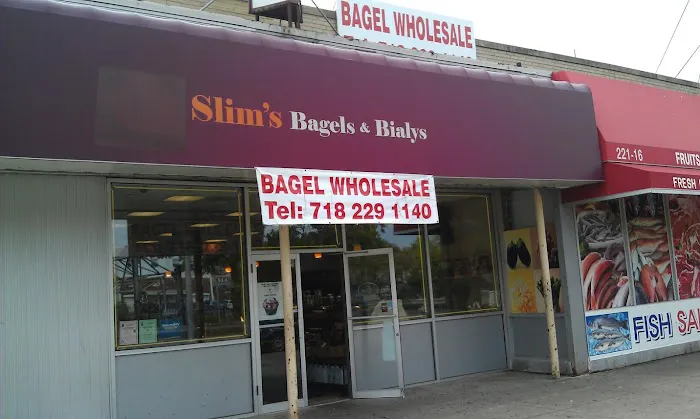 BAGEL WHOLESALE
Slim's Bagels & Bialys
BAGEL WHOLESALE
Tel: 718 229 1140
221-16
FRUITS
FRESH
FISH